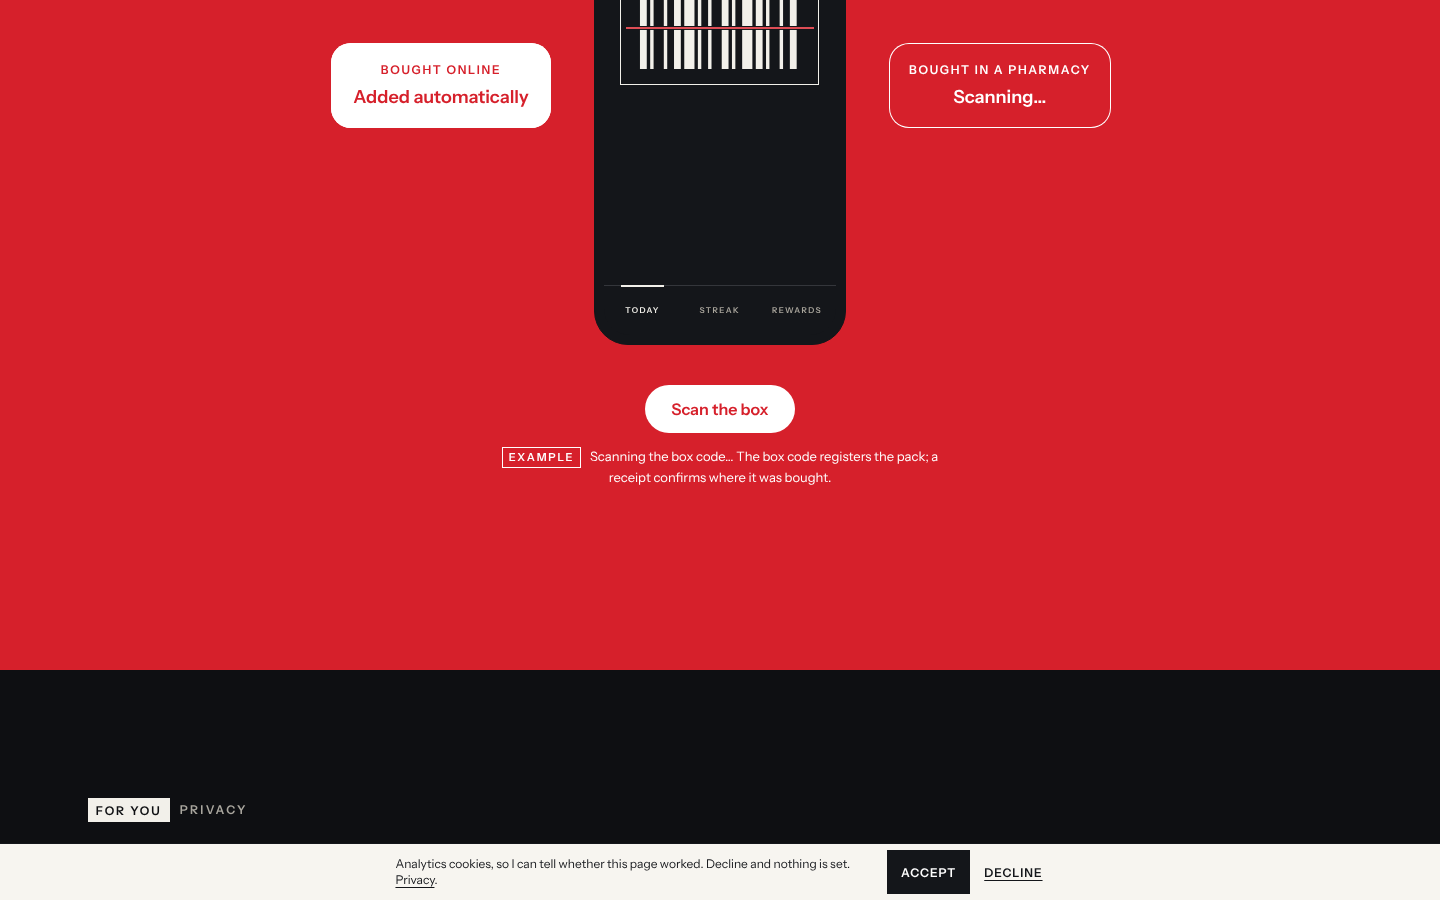 BOUGHT ONLINE
Added automatically
BOUGHT IN A PHARMACY
Scanning...
TODAY STREAK REWARDS
Scan the box
EXAMPLE Scanning the box code... The box code registers the pack; a
receipt confirms where it was bought.
FOR YOU PRIVACY
Analytics cookies, so I can tell whether this page worked. Decline and nothing is set.
Privacy.
ACCEPT DECLINE